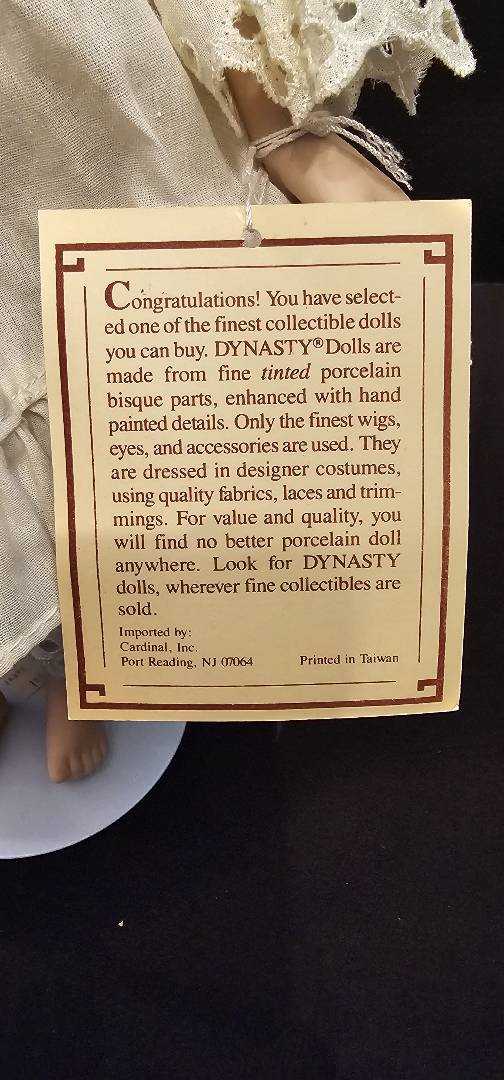 Congratulations! You have select-
ed one of the finest collectible dolls
you can buy. DYNASTY® Dolls are
made from fine tinted porcelain
bisque parts, enhanced with hand
painted details. Only the finest wigs,
eyes, and accessories are used. They
are dressed in designer costumes,
using quality fabrics, laces and trim-
mings. For value and quality, you
will find no better porcelain doll
anywhere. Look for DYNASTY
dolls, wherever fine collectibles are
sold.
Imported by:
Cardinal, Inc.
Port Reading, NJ 07064 Printed in Taiwan